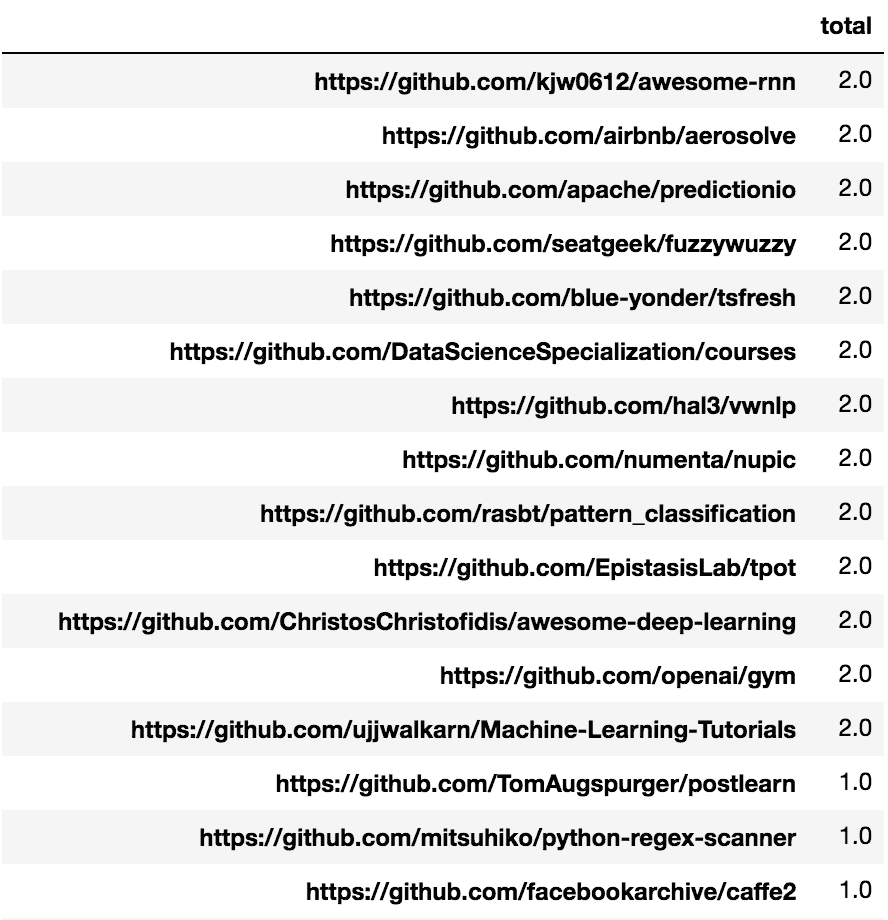 total
https://github.com/kjw0612/awesome-rnn 2.0
https://github.com/airbnb/aerosolve 2.0
https://github.com/apache/predictionio 2.0
https://github.com/seatgeek/fuzzywuzzy 2.0
https://github.com/blue-yonder/tsfresh 2.0
https://github.com/DataScienceSpecialization/courses 2.0
https://github.com/hal3/vwnlp 2.0
https://github.com/numenta/nupic 2.0
https://github.com/rasbt/pattern_classification 2.0
https://github.com/EpistasisLab/tpot 2.0
https://github.com/ChristosChristofidis/awesome-deep-learning 2.0
https://github.com/openai/gym 2.0
https://github.com/ujjwalkarn/Machine-Learning-Tutorials 2.0
https://github.com/TomAugspurger/postlearn 1.0
https://github.com/mitsuhiko/python-regex-scanner 1.0
https://github.com/facebookarchive/caffe2 1.0